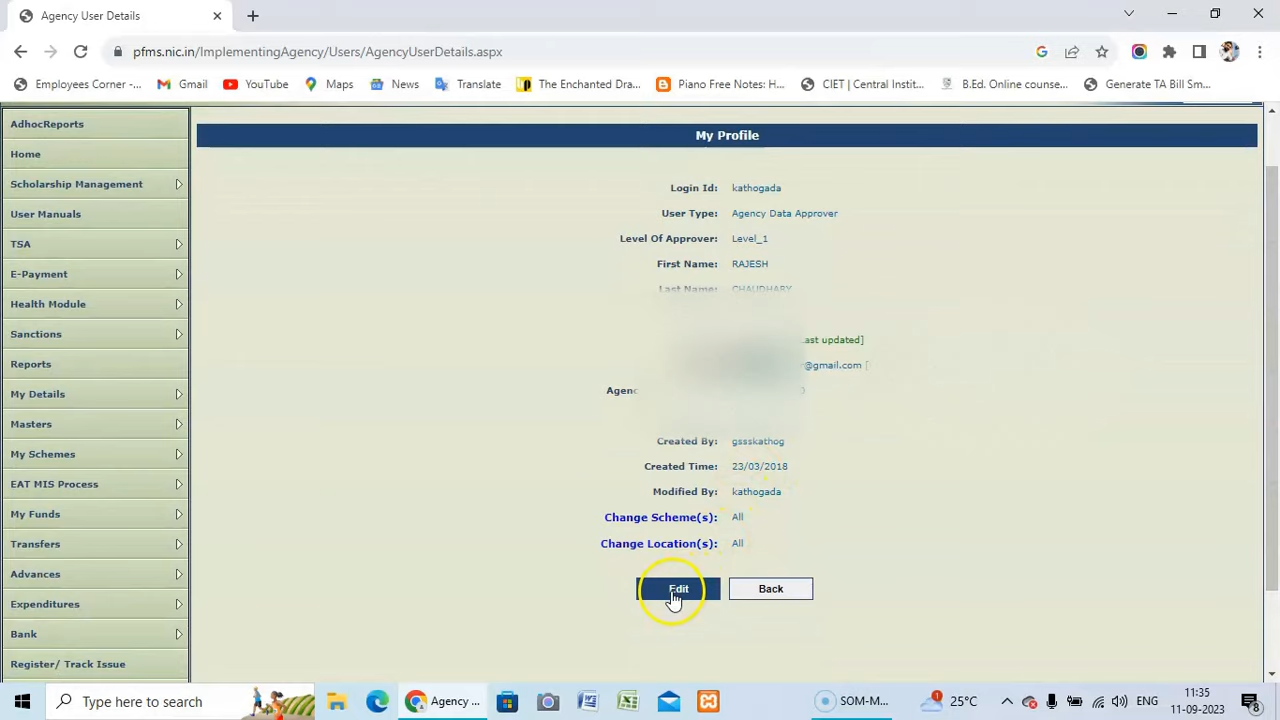 Agency User Details
pfms.nic.in/ImplementingAgency/Users/AgencyUserDetails.aspx
Employees Corner -...
Gmail
YouTube
Maps
News
Translate
The Enchanted Dra...
Piano Free Notes: H...
CIET | Central Instit...
B.Ed. Online course...
Generate TA Bill Sm...
AdhocReports
Home
Scholarship Management
User Manuals
TSA
E-Payment
Health Module
Sanctions
Reports
My Details
Masters
My Schemes
EAT MIS Process
My Funds
Transfers
Advances
Expenditures
Bank
Register/ Track Issue
My Profile
Login Id: kathogada
User Type: Agency Data Approver
Level Of Approver: Level_1
First Name: RAJESH
Last Name: CHAUDHARY
ast updated]
@gmail.com [
Agenc
Created By: gssskathog
Created Time: 23/03/2018
Modified By: kathogada
Change Scheme(s): All
Change Location(s): All
Edit
Back
Type here to search
Agency ...
SOM-M...
25°C
ENG
11:35
11-09-2023